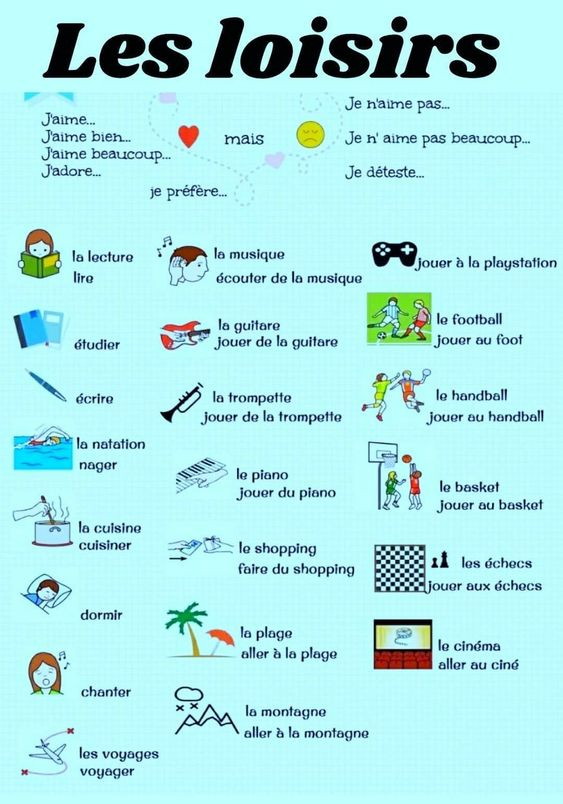 Les loisirs
J'aime...
J'aime bien...
J'aime beaucoup...
J'adore...
mais
je préfère...
Je n'aime pas...
Je n' aime pas beaucoup...
Je déteste...
la lecture
lire
étudier
écrire
la natation
nager
la cuisine
cuisiner
dormir
chanter
les voyages
voyager
la musique
écouter de la musique
la guitare
jouer de la guitare
la trompette
jouer de la trompette
le piano
jouer du piano
le shopping
faire du shopping
la plage
aller à la plage
la montagne
aller à la montagne
jouer à la playstation
le football
jouer au foot
le handball
jouer au handball
le basket
jouer au basket
les échecs
jouer aux échecs
le cinéma
aller au ciné